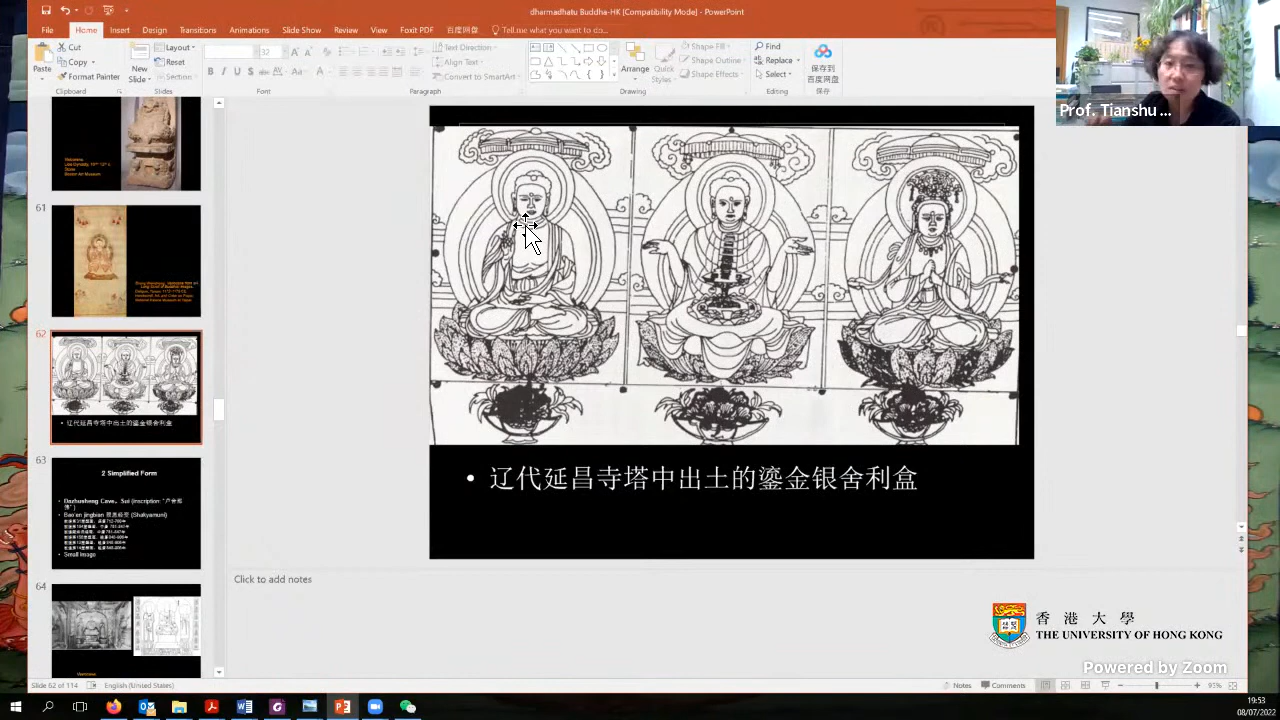 dharmadhatu Buddha-HK [Compatibility Mode] - PowerPoint
File Home Insert Design Transitions Animations Slide Show Review View Foxit PDF 百度网盘 Tell me what you want to do...
Cut
Copy
Format Painter
Paste
Clipboard
New Slide
Layout
Reset
Section
Slides
32
Font
Text Direction
Align Text
Convert to SmartArt
Paragraph
Arrange
Quick Styles
Shape Fill
Shape Outline
Shape Effects
Drawing
Find
Replace
Select
Editing
保存到 百度网盘
保存
Prof. Tianshu ...
61
62
辽代延昌寺塔中出土的鎏金银舍利盒
63
2 Simplified Form
Small image
64
• 辽代延昌寺塔中出土的鎏金银舍利盒
Click to add notes
香港大學
THE UNIVERSITY OF HONG KONG
Powered by Zoom
Slide 62 of 114 English (United States)
Notes Comments 95%
19:53
08/07/2022